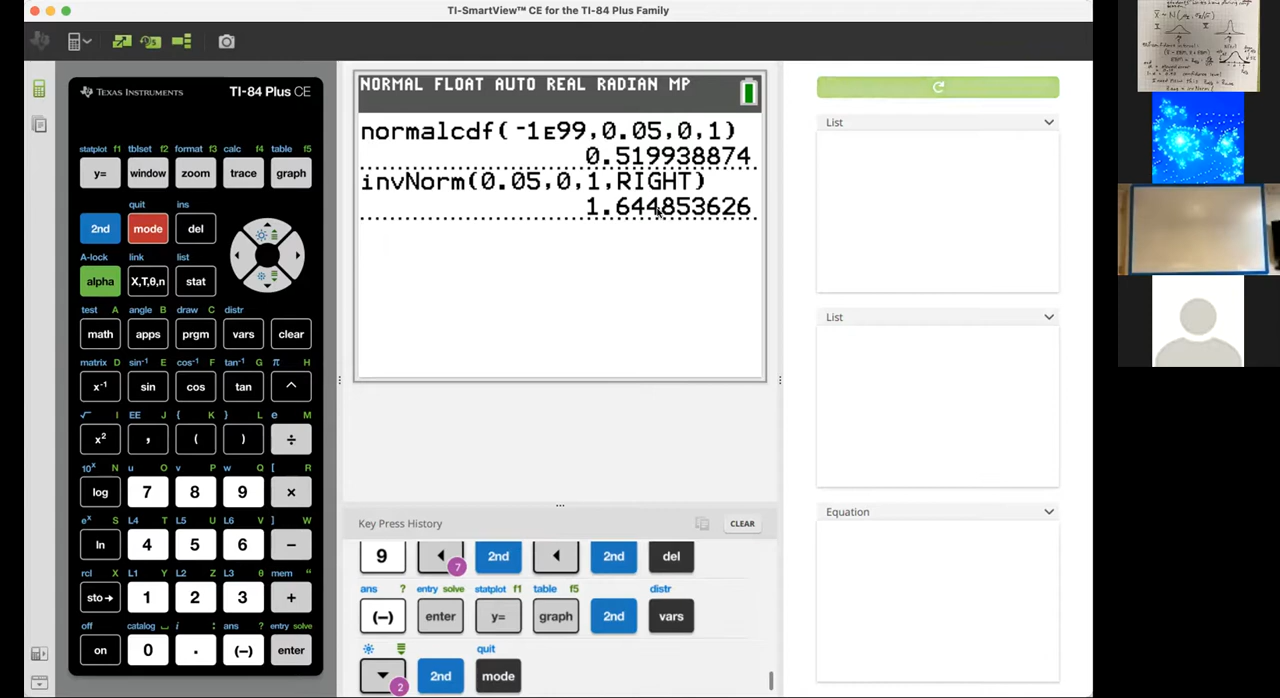 TI-SmartView™ CE for the TI-84 Plus Family
TEXAS INSTRUMENTS TI-84 Plus CE
statplot f1 tblset f2 format f3 calc f4 table f5
y= window zoom trace graph
quit ins
2nd mode del
A-lock link list
alpha X,T,θ,n stat
test A angle B draw C distr
math apps prgm vars clear
matrix D sin⁻¹ E cos⁻¹ F tan⁻¹ G π H
x⁻¹ sin cos tan ^
√ I EE J { K } L e M
x² , ( ) ÷
10ˣ N u O v P w Q [ R
log 7 8 9 ×
eˣ S L4 T L5 U L6 V ] W
ln 4 5 6 −
rcl X L1 Y L2 Z L3 θ mem "
sto→ 1 2 3 +
off catalog ⎵ i : ans ? entry solve
on 0 . (−) enter
NORMAL FLOAT AUTO REAL RADIAN MP
normalcdf(-1E99,0.05,0,1)
0.519938874
invNorm(0.05,0,1,RIGHT)
1.644853626
Key Press History
CLEAR
9 7 2nd 2nd del
ans ? entry solve statplot f1 table f5 distr
(−) enter y= graph 2nd vars
quit
2 2nd mode
List
List
Equation